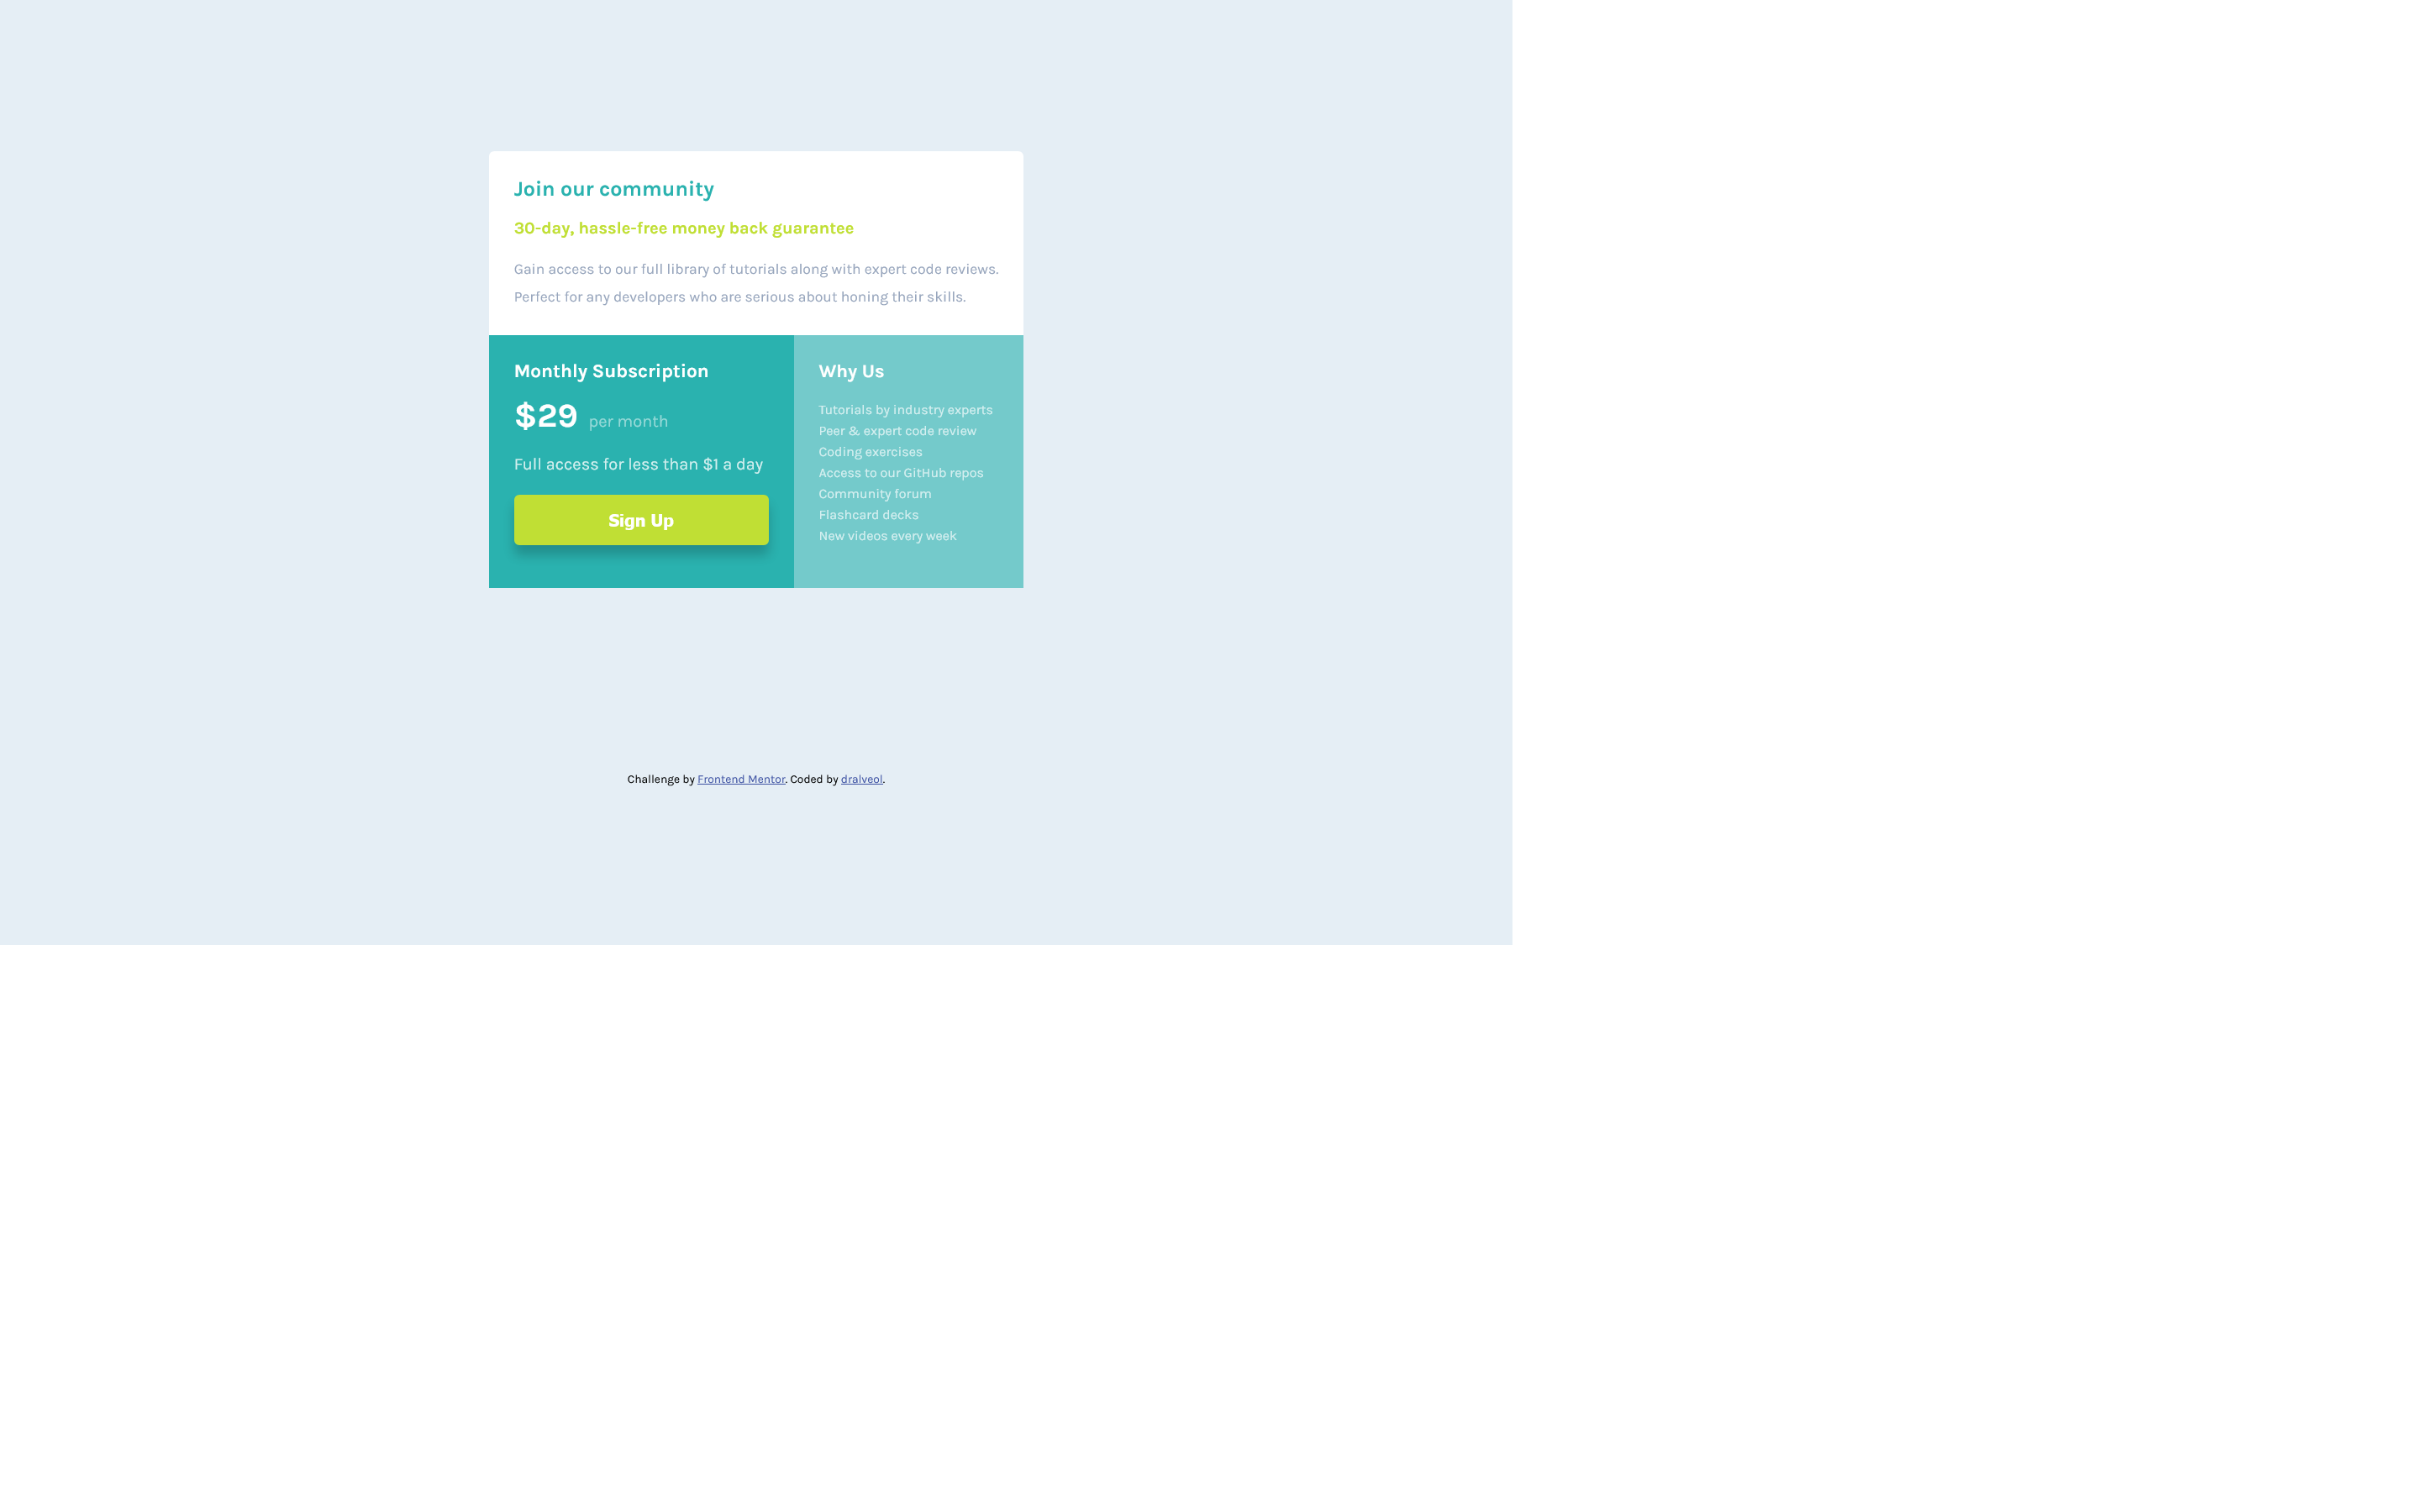 Join our community
30-day, hassle-free money back guarantee
Gain access to our full library of tutorials along with expert code reviews.
Perfect for any developers who are serious about honing their skills.
Monthly Subscription
$29 per month
Full access for less than $1 a day
Sign Up
Why Us
Tutorials by industry experts
Peer & expert code review
Coding exercises
Access to our GitHub repos
Community forum
Flashcard decks
New videos every week
Challenge by Frontend Mentor. Coded by dralveol.